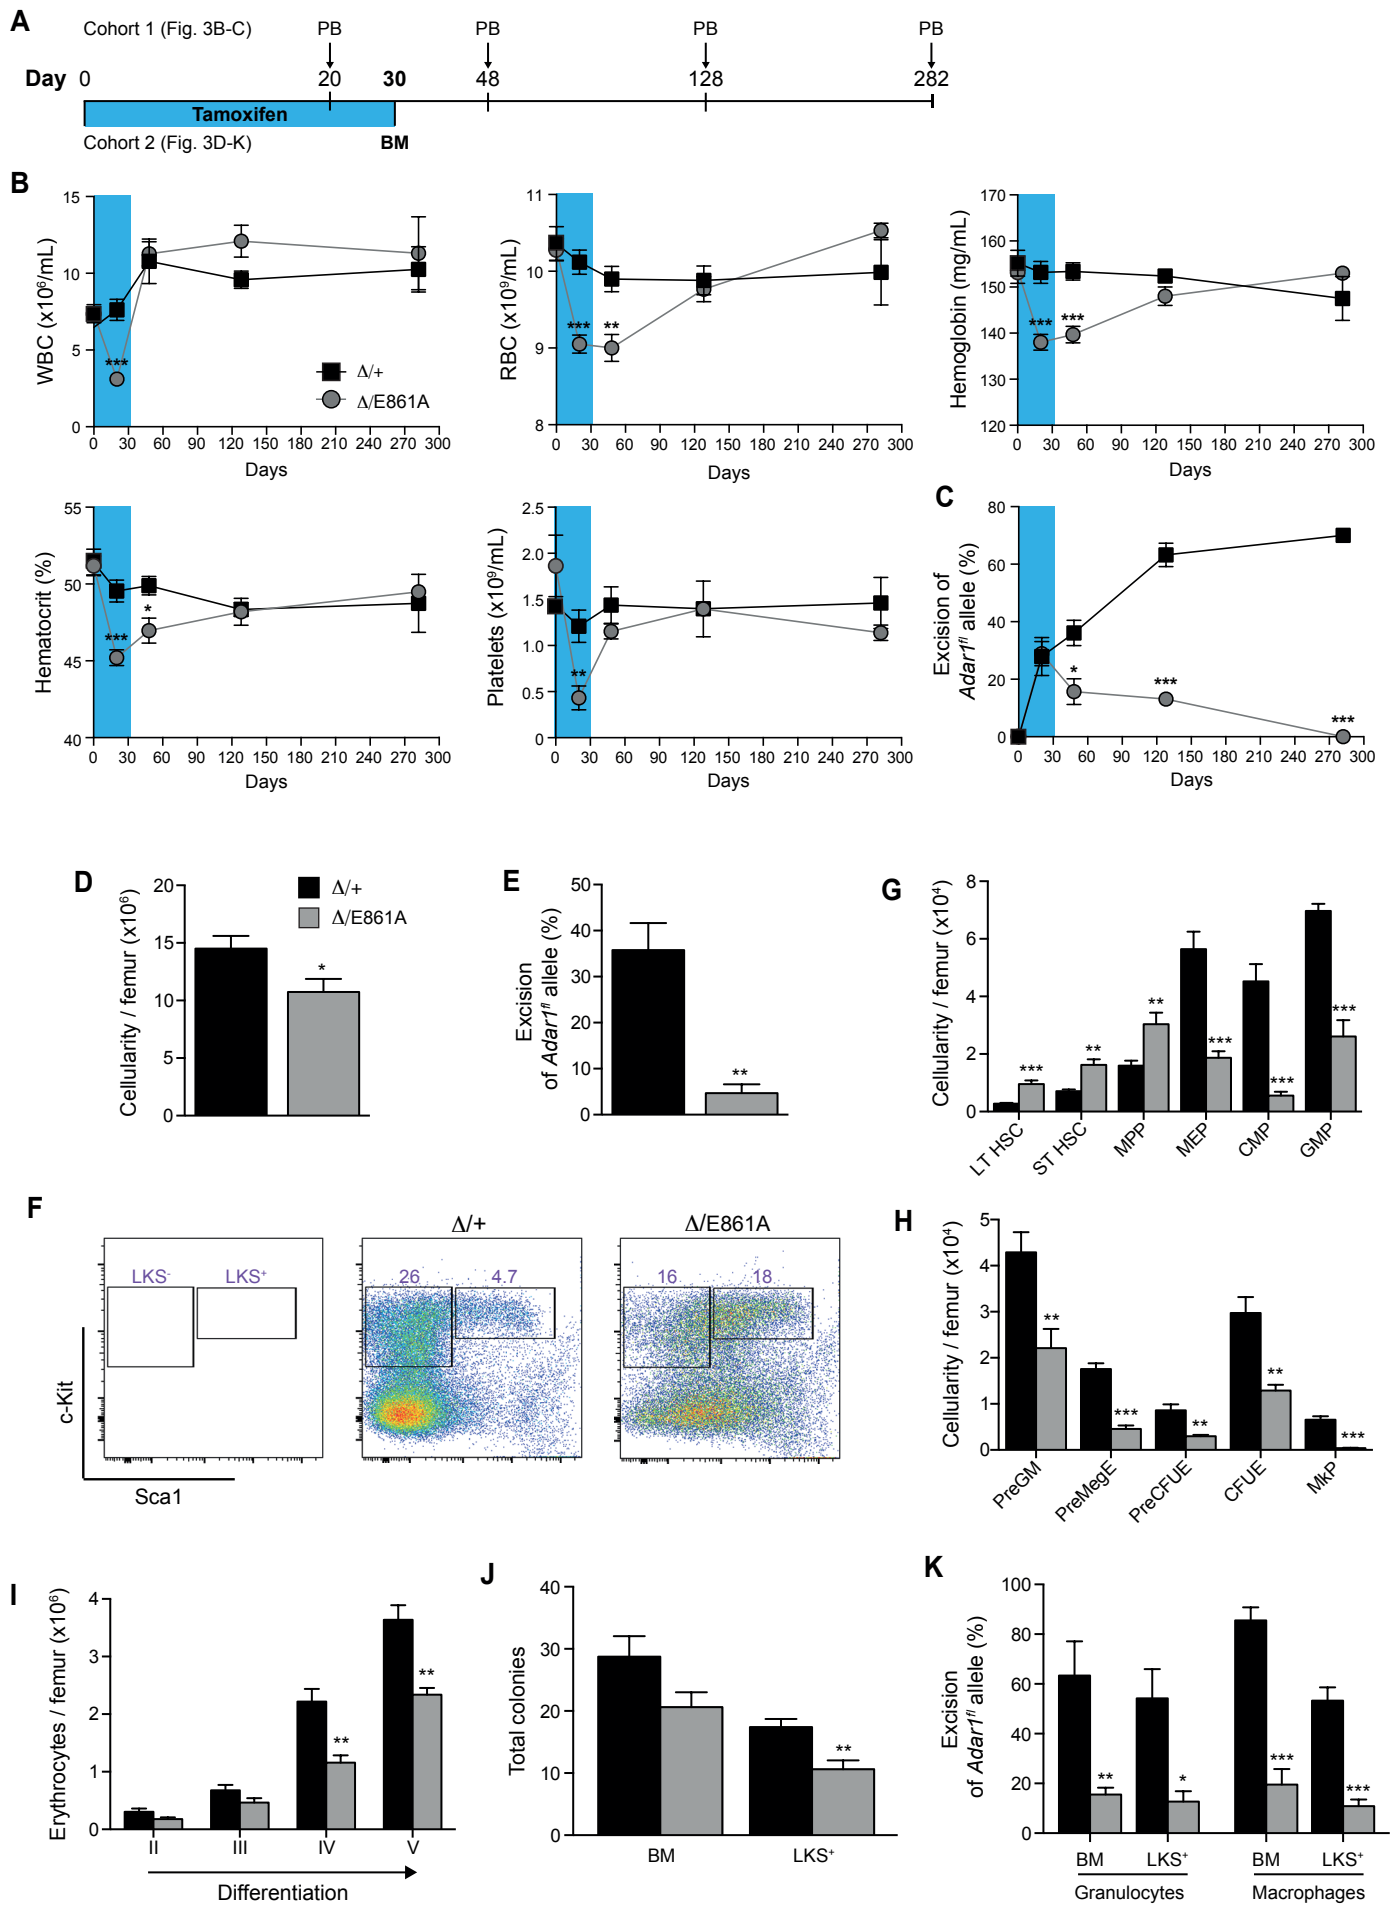 A
Cohort 1 (Fig. 3B-C) PB PB PB PB
Day 0 20 30 48 128 282
Tamoxifen
Cohort 2 (Fig. 3D-K) BM
B
WBC (x10⁶/mL)
15
10
5
0
***
Δ/+
Δ/E861A
0 30 60 90 120 150 180 210 240 270 300
Days
RBC (x10⁹/mL)
11
10
9
8
*** **
0 30 60 90 120 150 180 210 240 270 300
Days
Hemoglobin (mg/mL)
170
160
150
140
130
120
*** ***
0 30 60 90 120 150 180 210 240 270 300
Days
Hematocrit (%)
55
50
45
40
*
***
0 30 60 90 120 150 180 210 240 270 300
Days
Platelets (x10⁹/mL)
2.5
2.0
1.5
1.0
0.5
0
**
0 30 60 90 120 150 180 210 240 270 300
Days
C
Excision of
Adar1ᶠˡ allele (%)
80
60
40
20
0
* *** ***
0 30 60 90 120 150 180 210 240 270 300
Days
D
Cellularity / femur (x10⁶)
20
15
10
5
0
*
Δ/+
Δ/E861A
E
Excision
of Adar1ᶠˡ allele (%)
50
40
30
20
10
0
**
G
Cellularity / femur (x10⁴)
8
6
4
2
0
*** ** ** *** *** ***
LT HSC ST HSC MPP MEP CMP GMP
F
Δ/+ Δ/E861A
LKS⁻ LKS⁺ 26 4.7 16 18
c-Kit
Sca1
H
Cellularity / femur (x10⁴)
5
4
3
2
1
0
** *** ** ** ***
PreGM PreMegE PreCFUE CFUE MkP
I
Erythrocytes / femur (x10⁶)
4
3
2
1
0
** **
II III IV V
Differentiation
J
Total colonies
40
30
20
10
0
**
BM LKS⁺
K
Excision
of Adar1ᶠˡ allele (%)
100
80
60
40
20
0
** * *** ***
BM LKS⁺ BM LKS⁺
Granulocytes Macrophages